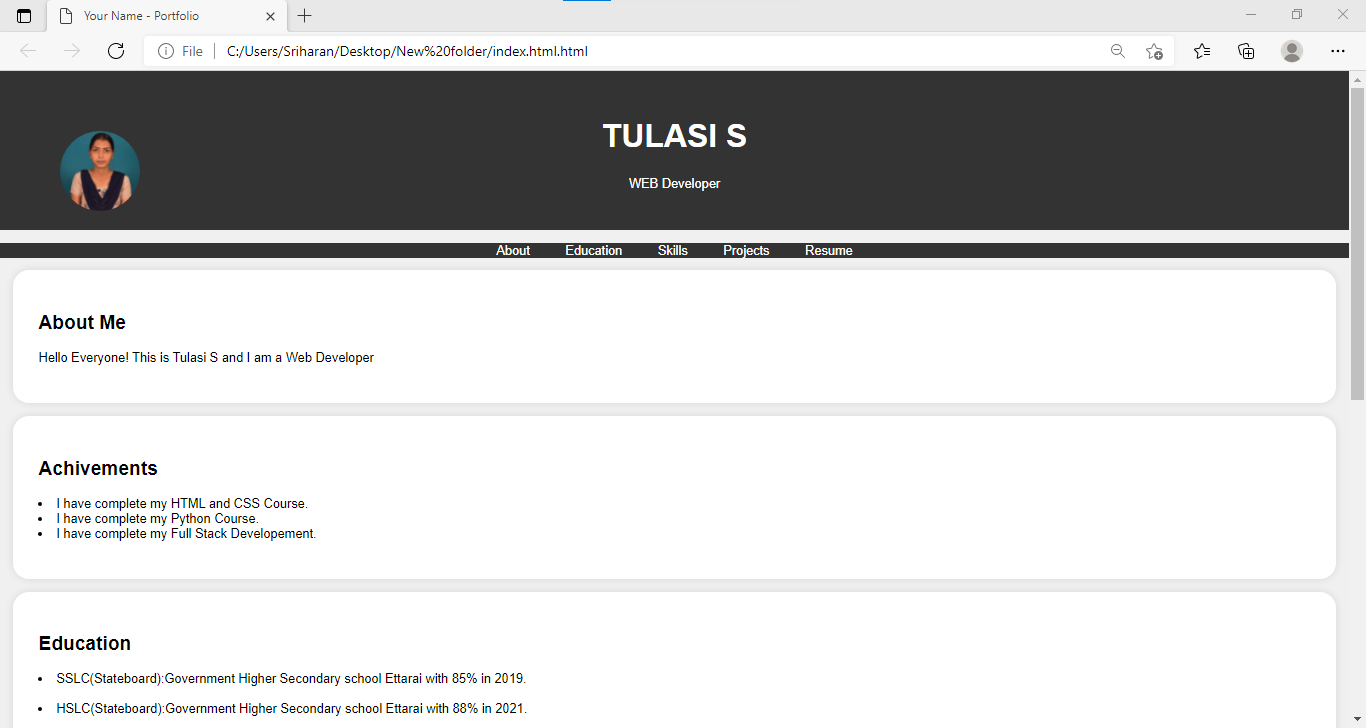 Your Name - Portfolio
File | C:/Users/Sriharan/Desktop/New%20folder/index.html.html
TULASI S
WEB Developer
About Education Skills Projects Resume
About Me
Hello Everyone! This is Tulasi S and I am a Web Developer
Achivements
• I have complete my HTML and CSS Course.
• I have complete my Python Course.
• I have complete my Full Stack Developement.
Education
• SSLC(Stateboard):Government Higher Secondary school Ettarai with 85% in 2019.
• HSLC(Stateboard):Government Higher Secondary school Ettarai with 88% in 2021.